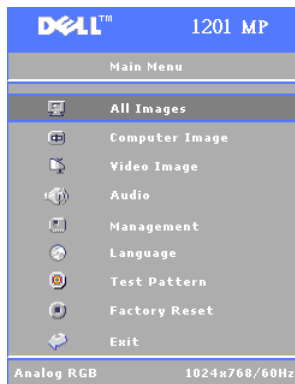 DELL™ 1201 MP
Main Menu
All Images
Computer Image
Video Image
Audio
Management
Language
Test Pattern
Factory Reset
Exit
Analog RGB 1024x768/60Hz